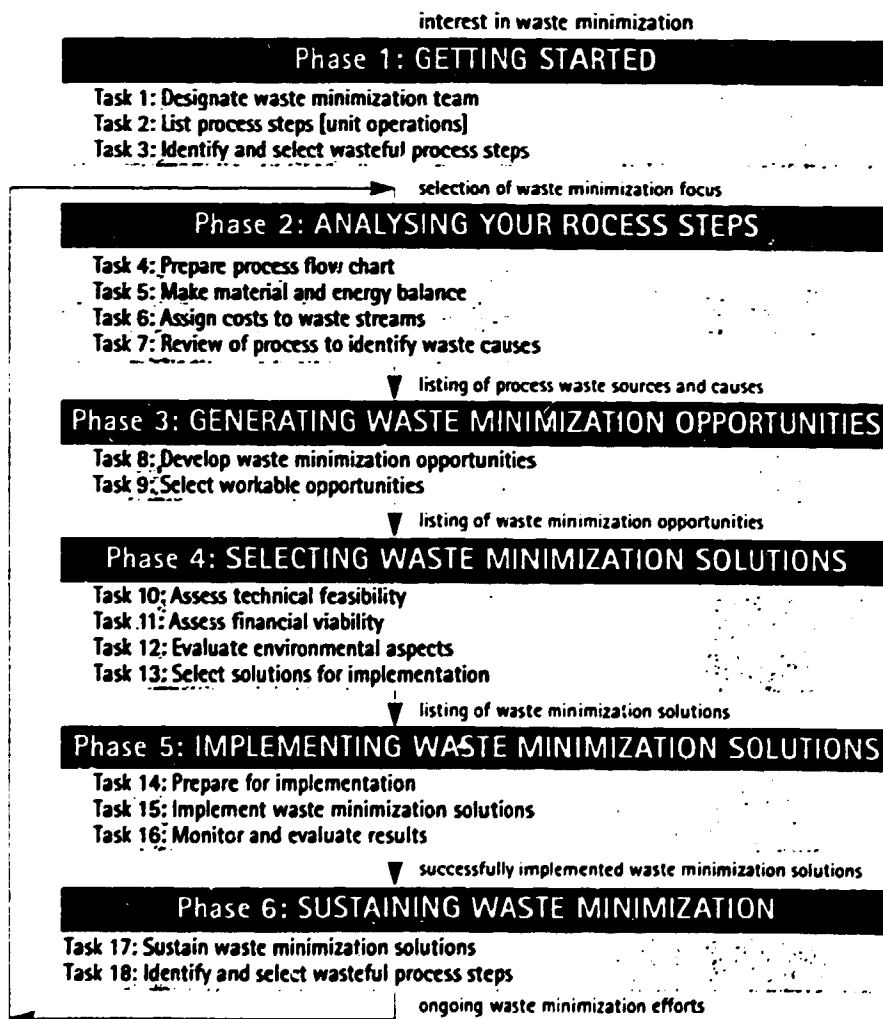 interest in waste minimization
Phase 1: GETTING STARTED
Task 1: Designate waste minimization team
Task 2: List process steps [unit operations]
Task 3: Identify and select wasteful process steps
selection of waste minimization focus
Phase 2: ANALYSING YOUR ROCESS STEPS
Task 4: Prepare process flow chart
Task 5: Make material and energy balance
Task 6: Assign costs to waste streams
Task 7: Review of process to identify waste causes
listing of process waste sources and causes
Phase 3: GENERATING WASTE MINIMIZATION OPPORTUNITIES
Task 8: Develop waste minimization opportunities
Task 9: Select workable opportunities
listing of waste minimization opportunities
Phase 4: SELECTING WASTE MINIMIZATION SOLUTIONS
Task 10: Assess technical feasibility
Task 11: Assess financial viability
Task 12: Evaluate environmental aspects
Task 13: Select solutions for implementation
listing of waste minimization solutions
Phase 5: IMPLEMENTING WASTE MINIMIZATION SOLUTIONS
Task 14: Prepare for implementation
Task 15: Implement waste minimization solutions
Task 16: Monitor and evaluate results
successfully implemented waste minimization solutions
Phase 6: SUSTAINING WASTE MINIMIZATION
Task 17: Sustain waste minimization solutions
Task 18: Identify and select wasteful process steps
ongoing waste minimization efforts